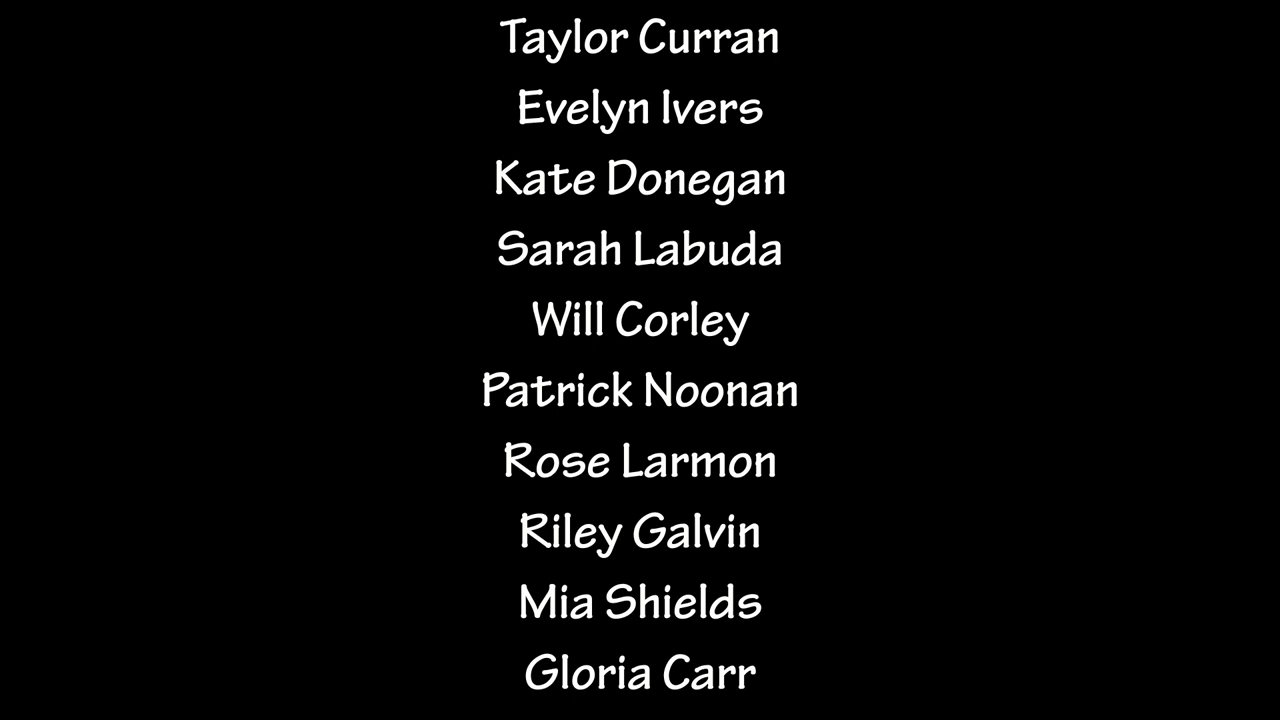 Taylor Curran
Evelyn Ivers
Kate Donegan
Sarah Labuda
Will Corley
Patrick Noonan
Rose Larmon
Riley Galvin
Mia Shields
Gloria Carr